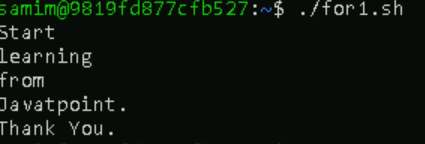 samim@9819fd877cfb527:~$ ./for1.sh
Start
learning
from
Javatpoint.
Thank You.